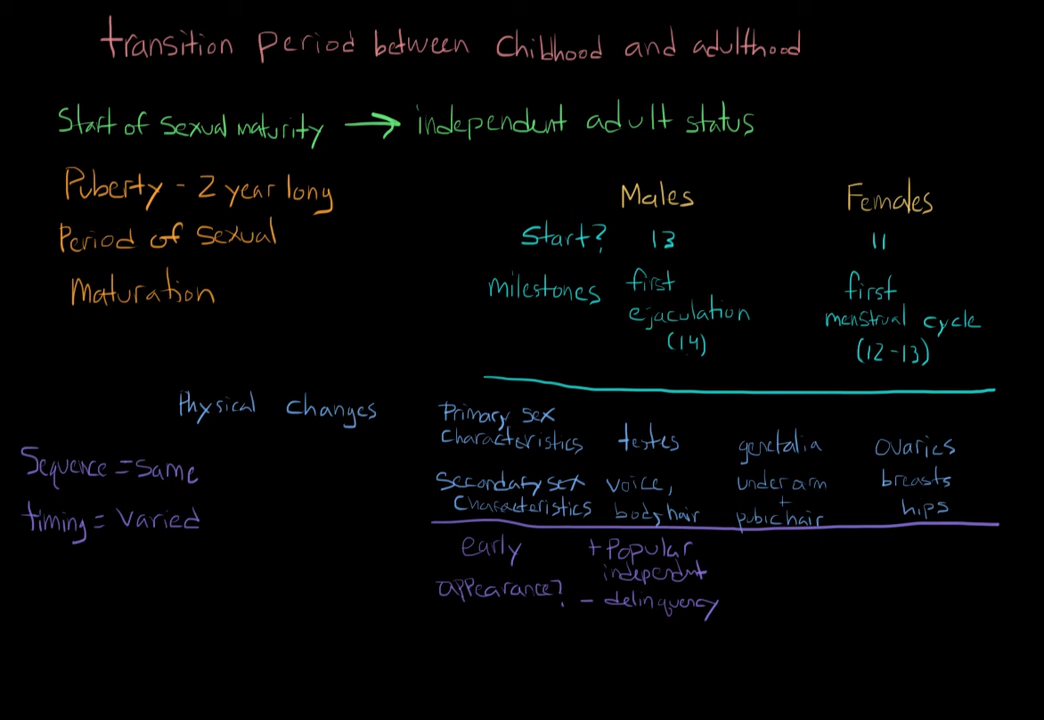 transition period between childhood and adulthood
Start of sexual maturity → independent adult status
Puberty - 2 year long
Period of sexual
Maturation
Males Females
Start? 13 11
milestones first ejaculation (14) first menstrual cycle (12-13)
Physical changes
Sequence = same
timing = varied
Primary sex
characteristics testes genetalia ovaries
Secondary sex
characteristics voice, body hair under arm + pubic hair breasts hips
early
appearance?
+ Popular
independent
- delinquency